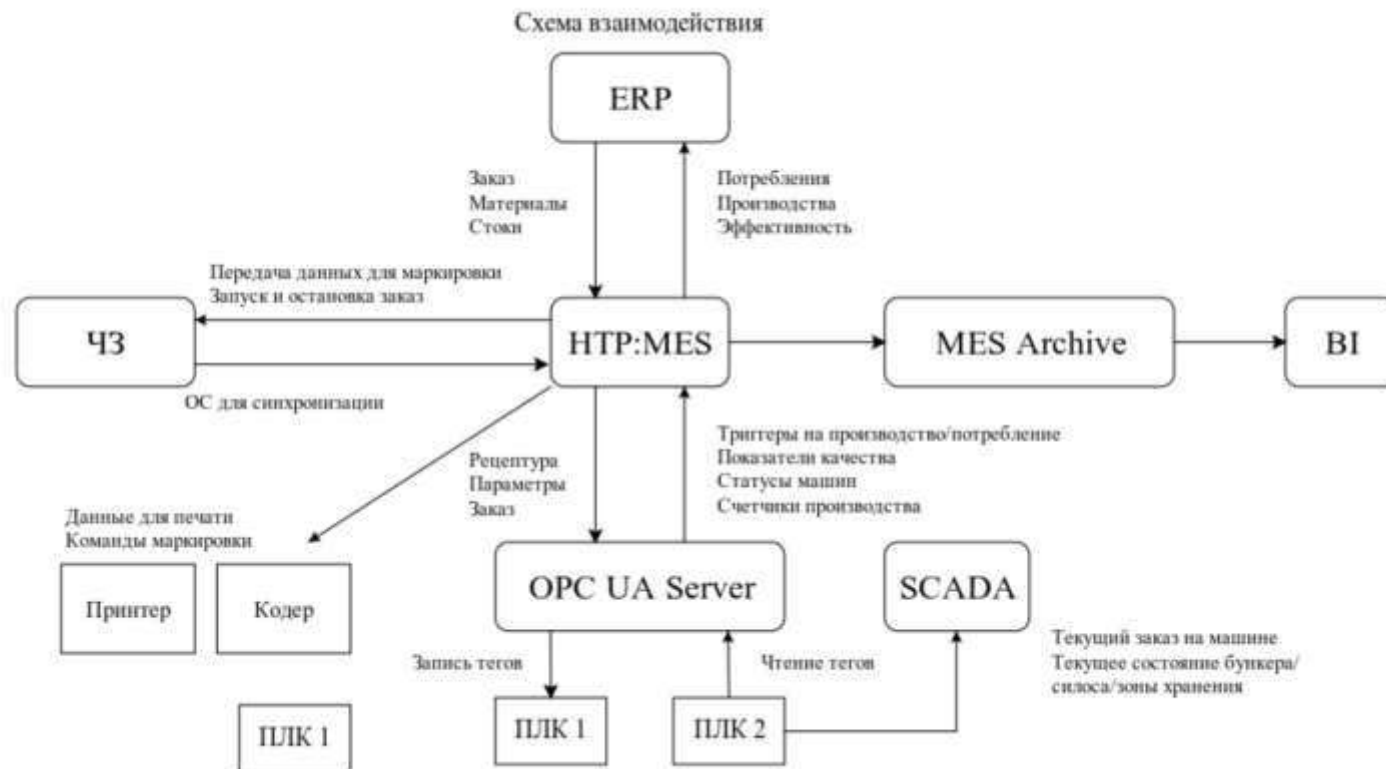 Схема взаимодействия
ERP
Заказ
Материалы
Стоки
Потребления
Производства
Эффективность
Передача данных для маркировки
Запуск и остановка заказ
ЧЗ
НТР:MES
MES Archive
BI
ОС для синхронизации
Рецептура
Параметры
Заказ
Триггеры на производство/потребление
Показатели качества
Статусы машин
Счетчики производства
Данные для печати
Команды маркировки
Принтер
Кодер
OPC UA Server
SCADA
Текущий заказ на машине
Текущее состояние бункера/
силоса/зоны хранения
Запись тегов
Чтение тегов
ПЛК 1
ПЛК 1
ПЛК 2